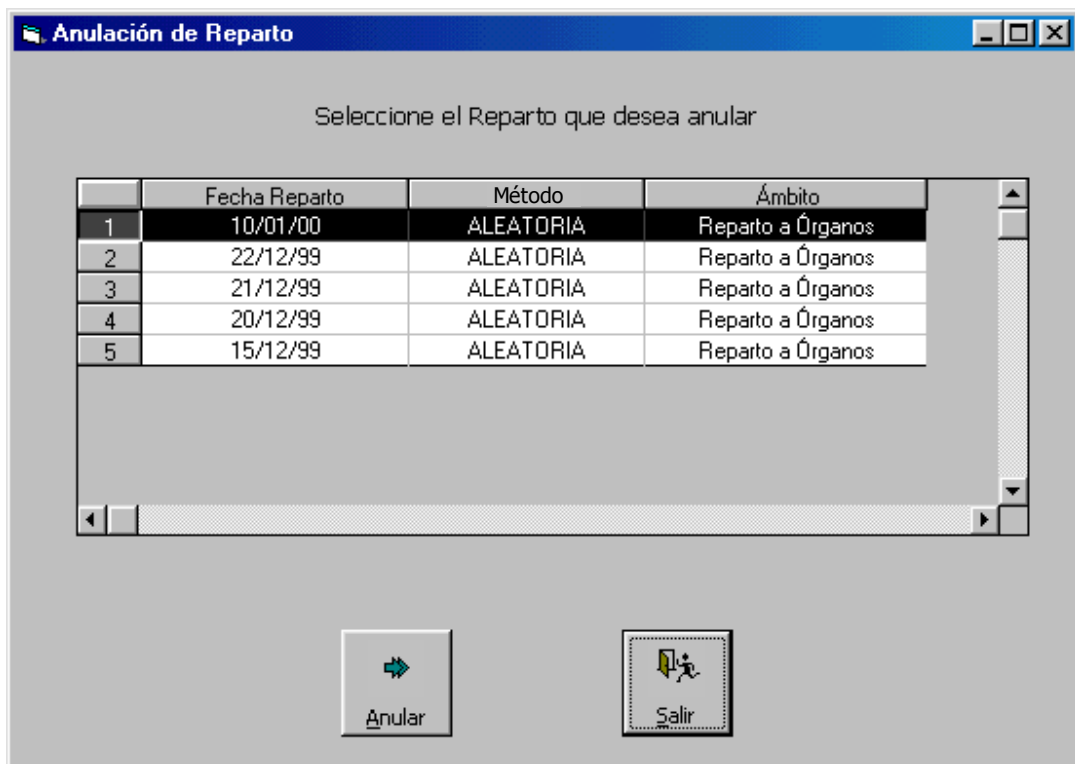 Anulación de Reparto
Seleccione el Reparto que desea anular
Fecha Reparto Métódo Ámbito
1 10/01/00 ALEATORIA Reparto a Órganos
2 22/12/99 ALEATORIA Reparto a Órganos
3 21/12/99 ALEATORIA Reparto a Órganos
4 20/12/99 ALEATORIA Reparto a Órganos
5 15/12/99 ALEATORIA Reparto a Órganos
Anular Salir